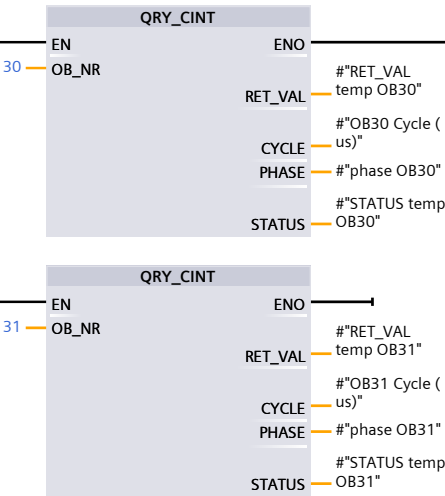 QRY_CINT
EN ENO
30 OB_NR
#"RET_VAL
RET_VAL temp OB30"
#"OB30 Cycle (
CYCLE us)"
PHASE #"phase OB30"
#"STATUS temp
STATUS OB30"
QRY_CINT
EN ENO
31 OB_NR
#"RET_VAL
RET_VAL temp OB31"
#"OB31 Cycle (
CYCLE us)"
PHASE #"phase OB31"
#"STATUS temp
STATUS OB31"